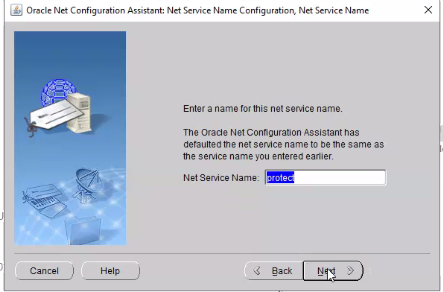 Oracle Net Configuration Assistant: Net Service Name Configuration, Net Service Name
Enter a name for this net service name.
The Oracle Net Configuration Assistant has
defaulted the net service name to be the same as
the service name you entered earlier.
Net Service Name: protect
Cancel Help Back Next